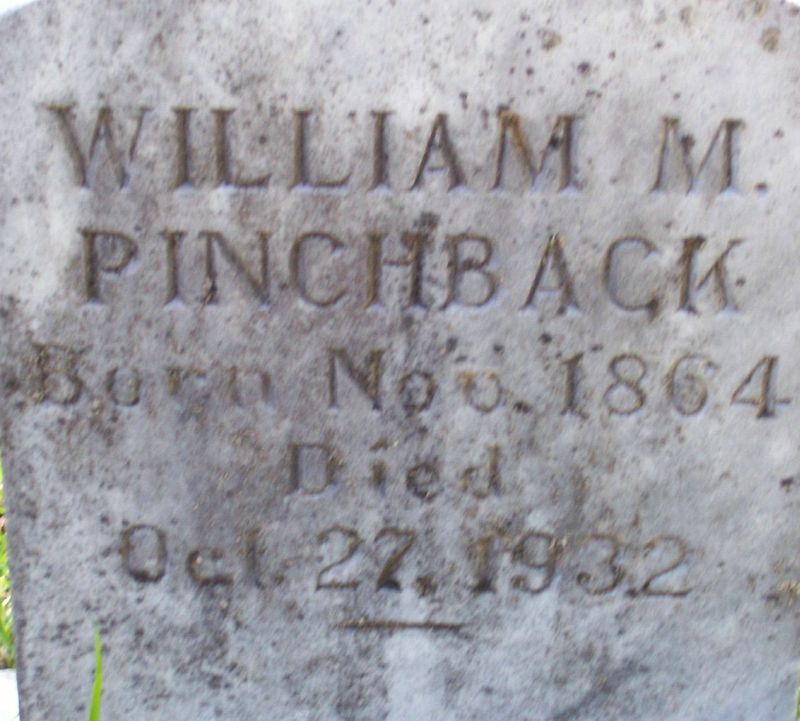 WILLIAM M.
PINCHBACK
Born Nov. 1864
Died
Oct. 27, 1932